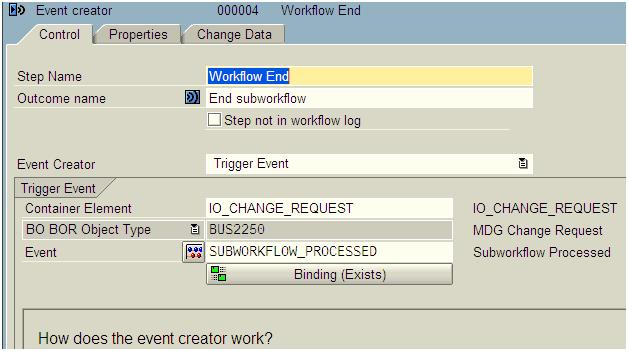 Event creator 000004 Workflow End
Control Properties Change Data
Step Name Workflow End
Outcome name End subworkflow
Step not in workflow log
Event Creator Trigger Event
Trigger Event
Container Element IO_CHANGE_REQUEST IO_CHANGE_REQUEST
BO BOR Object Type BUS2250 MDG Change Request
Event SUBWORKFLOW_PROCESSED Subworkflow Processed
Binding (Exists)
How does the event creator work?